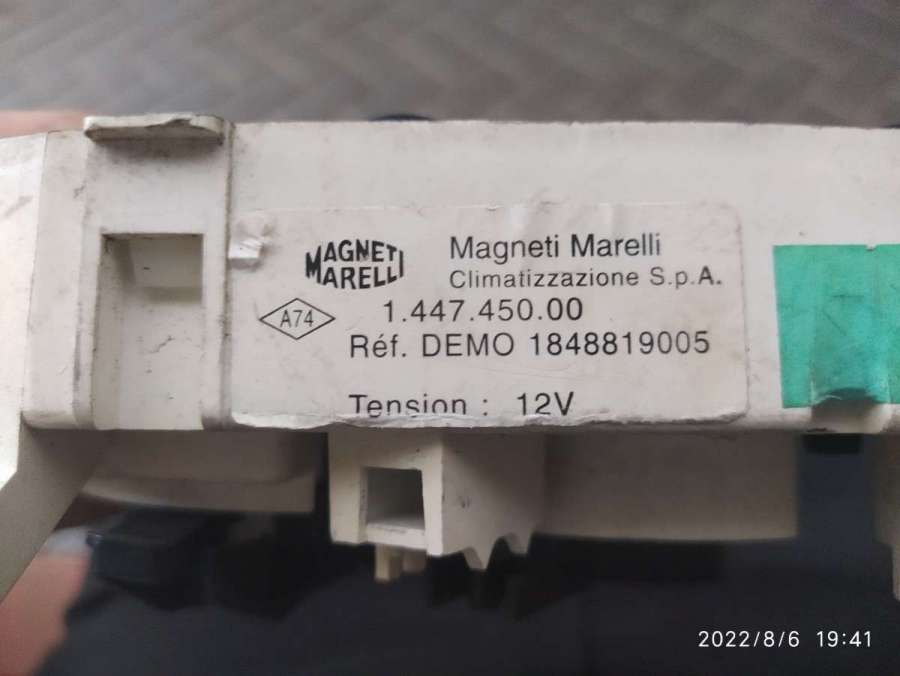 MAGNETI
MARELLI
Magneti Marelli
Climatizzazione S.p.A.
A74
1.447.450.00
Réf. DEMO 1848819005
Tension : 12V
2022/8/6 19:41